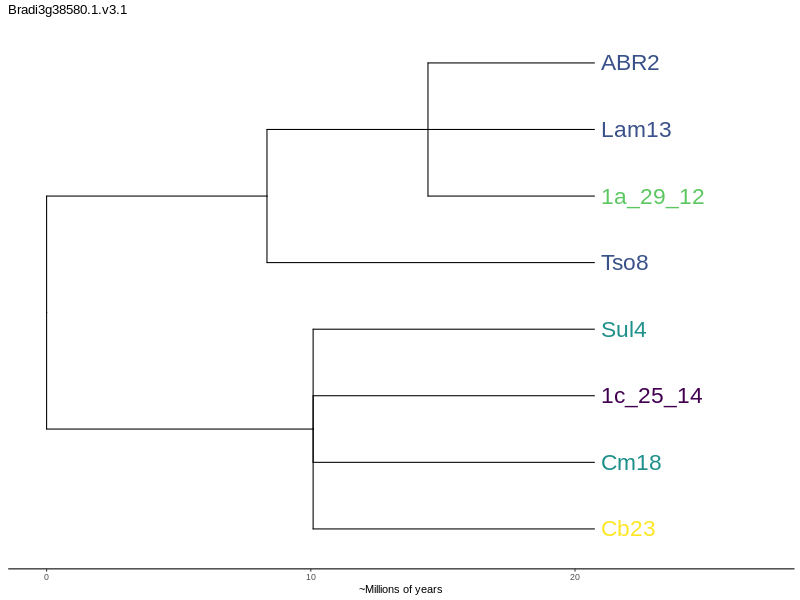 Bradi3g38580.1.v3.1
ABR2
Lam13
1a_29_12
Tso8
Sul4
1c_25_14
Cm18
Cb23
0 10 20
~Millions of years